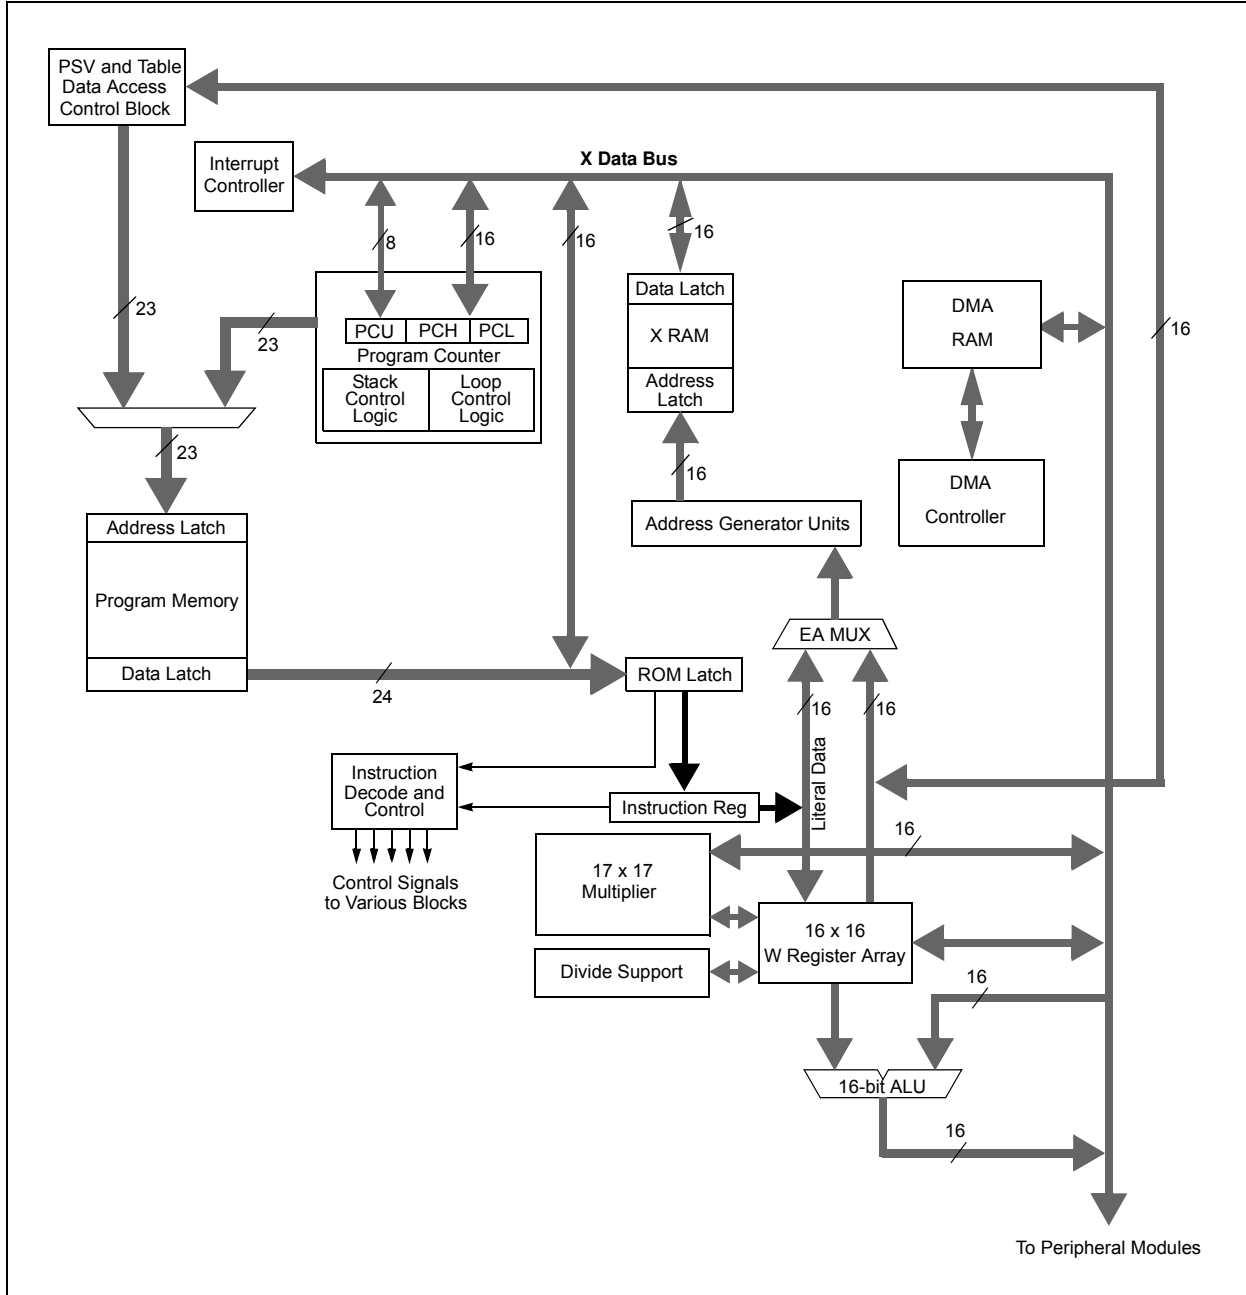 PSV and Table
Data Access
Control Block
Interrupt
Controller
X Data Bus
8
16
16
16
23
23
PCU
PCH
PCL
Program Counter
Stack
Control
Logic
Loop
Control
Logic
Data Latch
X RAM
Address
Latch
DMA
RAM
16
23
16
Address Generator Units
DMA
Controller
Address Latch
Program Memory
Data Latch
24
EA MUX
ROM Latch
16
16
Literal Data
Instruction
Decode and
Control
Instruction Reg
Control Signals
to Various Blocks
17 x 17
Multiplier
16
16 x 16
W Register Array
Divide Support
16
16-bit ALU
16
To Peripheral Modules